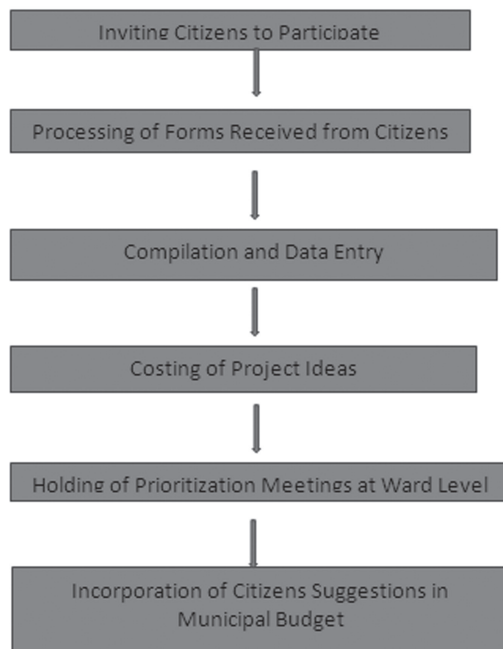 Inviting Citizens to Participate
Processing of Forms Received from Citizens
Compilation and Data Entry
Costing of Project Ideas
Holding of Prioritization Meetings at Ward Level
Incorporation of Citizens Suggestions in
Municipal Budget